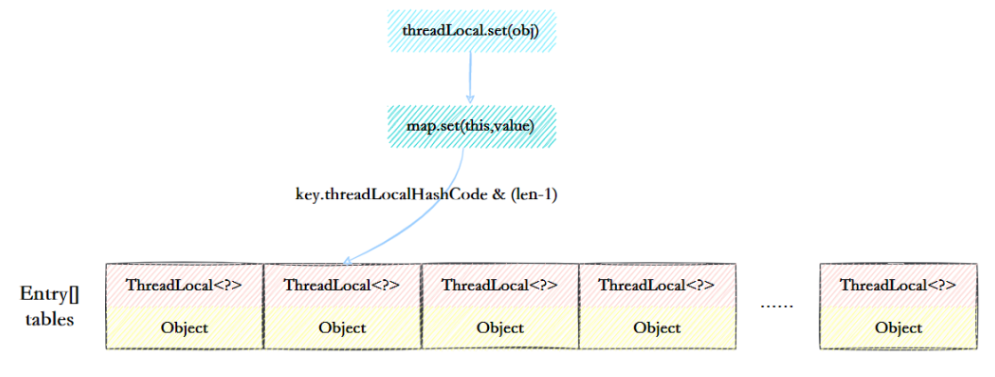 threadLocal.set(obj)
map.set(this,value)
key.threadLocalHashCode & (len-1)
Entry[]
tables
ThreadLocal<?> ThreadLocal<?> ThreadLocal<?> ThreadLocal<?> ...... ThreadLocal<?>
Object Object Object Object Object